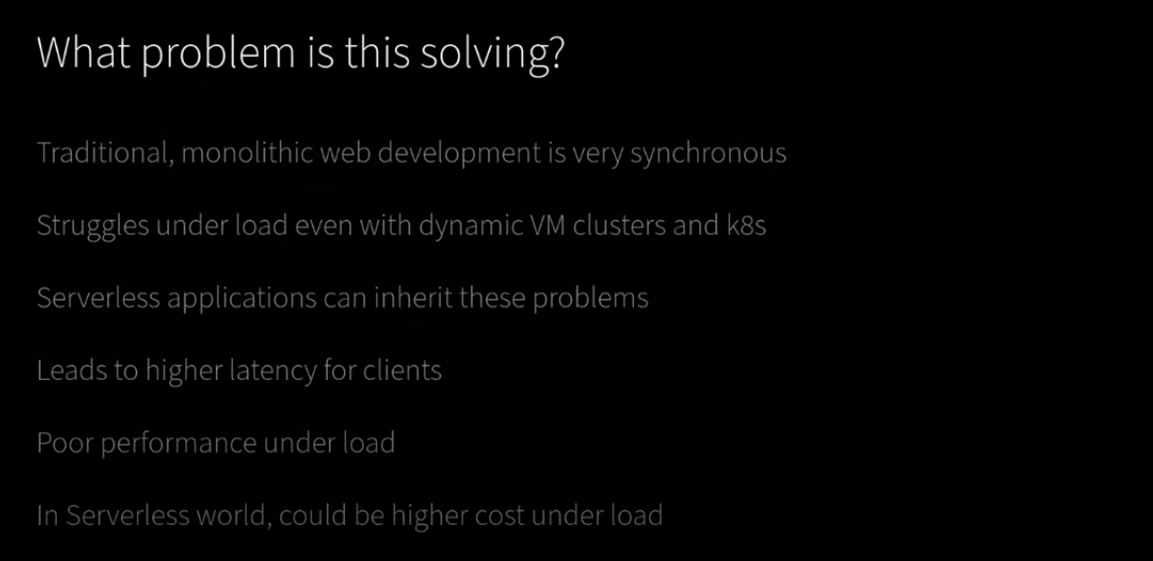 What problem is this solving?
Traditional, monolithic web development is very synchronous
Struggles under load even with dynamic VM clusters and k8s
Serverless applications can inherit these problems
Leads to higher latency for clients
Poor performance under load
In Serverless world, could be higher cost under load